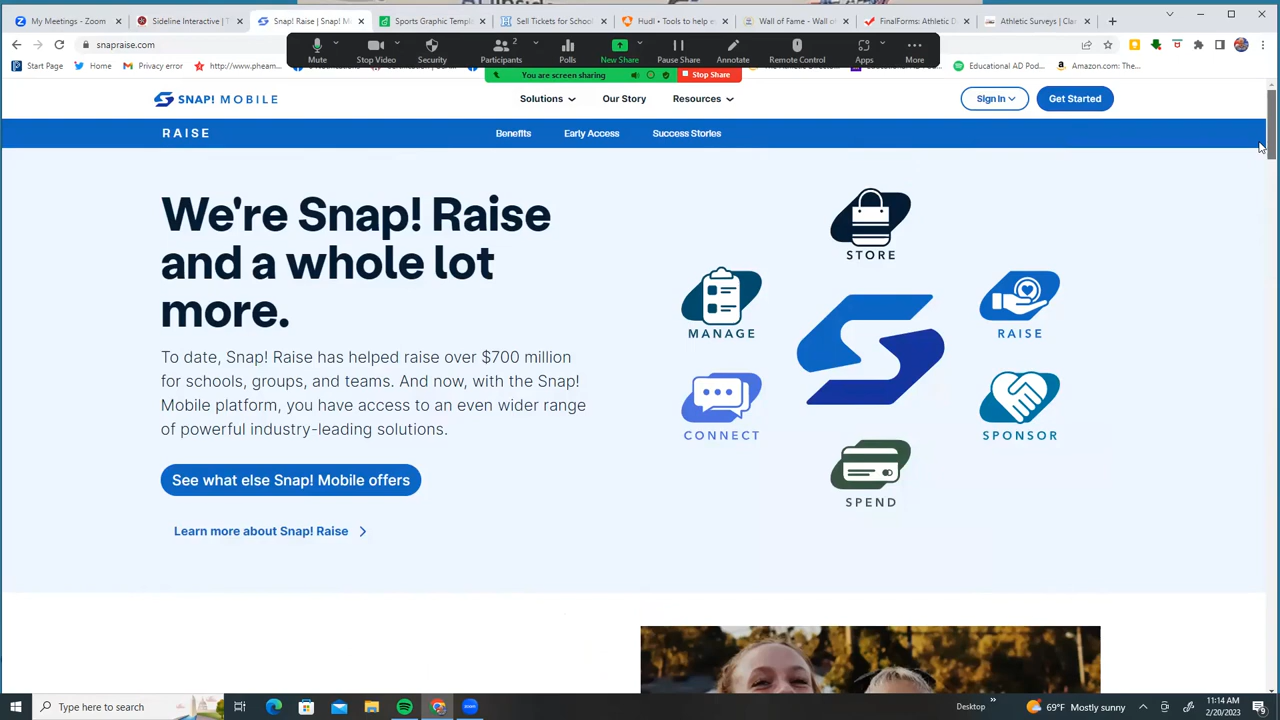 Meetings - Zoom
Sideline Interactive | T
Snap! Raise | Snap! M
Sports Graphic Templ
Sell Tickets for School
Hudl • Tools to help e
Wall of Fame - Wall o
FinalForms: Athletic D
Athletic Surveys | Cla
snapraise.com
Mute
Stop Video
Security
Participants
2
Polls
New Share
Pause Share
Annotate
Remote Control
Apps
More
Start Page
Home
Privacy error
http://www.pheam...
Educational AD Pod...
Amazon.com: The...
You are screen sharing
Stop Share
SNAP! MOBILE
Solutions
Our Story
Resources
Sign In
Get Started
RAISE
Benefits
Early Access
Success Stories
We're Snap! Raise
and a whole lot
more.
To date, Snap! Raise has helped raise over $700 million
for schools, groups, and teams. And now, with the Snap!
Mobile platform, you have access to an even wider range
of powerful industry-leading solutions.
See what else Snap! Mobile offers
Learn more about Snap! Raise
STORE
MANAGE
RAISE
CONNECT
SPONSOR
SPEND
Type here to search
zoom
Desktop
69°F Mostly sunny
11:14 AM
2/20/2023
9